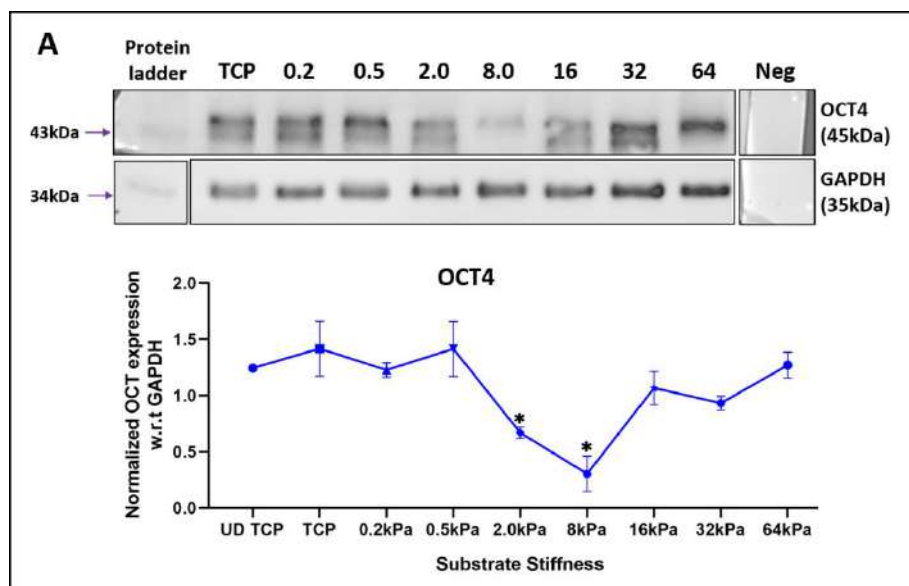 A
Protein
ladder
TCP 0.2 0.5 2.0 8.0 16 32 64 Neg
43kDa
OCT4
(45kDa)
34kDa
GAPDH
(35kDa)
OCT4
Normalized OCT expression
w.r.t GAPDH
2.0
1.5
1.0
0.5
0.0
*
*
UD TCP TCP 0.2kPa 0.5kPa 2.0kPa 8kPa 16kPa 32kPa 64kPa
Substrate Stiffness